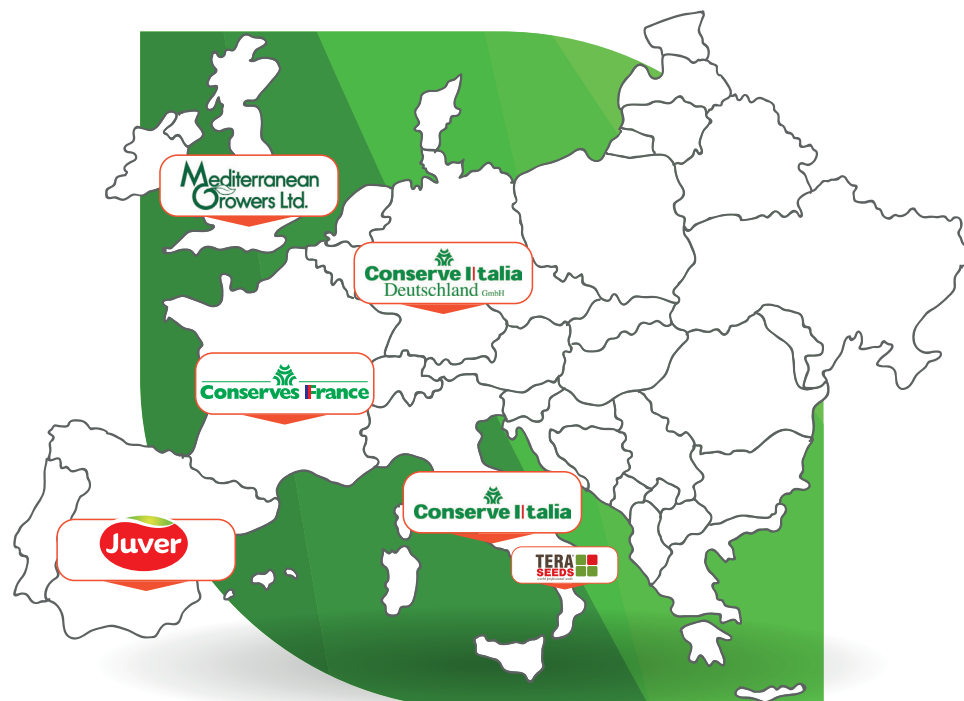 Mediterranean
Growers Ltd.
Conserve Italia
Deutschland GmbH
Conserves France
Conserve Italia
Juver
TERA
SEEDS